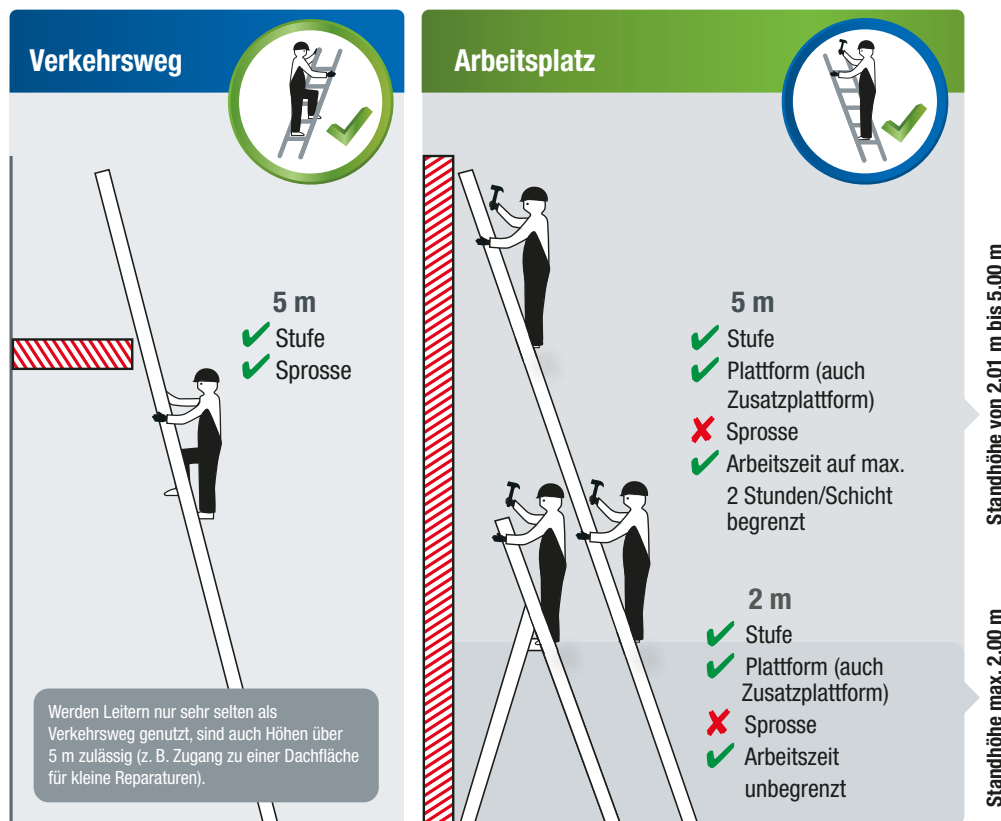 Verkehrsweg
5 m
Stufe
Sprosse
Werden Leitern nur sehr selten als
Verkehrsweg genutzt, sind auch Höhen über
5 m zulässig (z. B. Zugang zu einer Dachfläche
für kleine Reparaturen).
Arbeitsplatz
5 m
Stufe
Plattform (auch
Zusatzplattform)
Sprosse
Arbeitszeit auf max.
2 Stunden/Schicht
begrenzt
Standhöhe von 2.01 m bis 5.00 m
2 m
Stufe
Plattform (auch
Zusatzplattform)
Sprosse
Arbeitszeit
unbegrenzt
Standhöhe max. 2.00 m